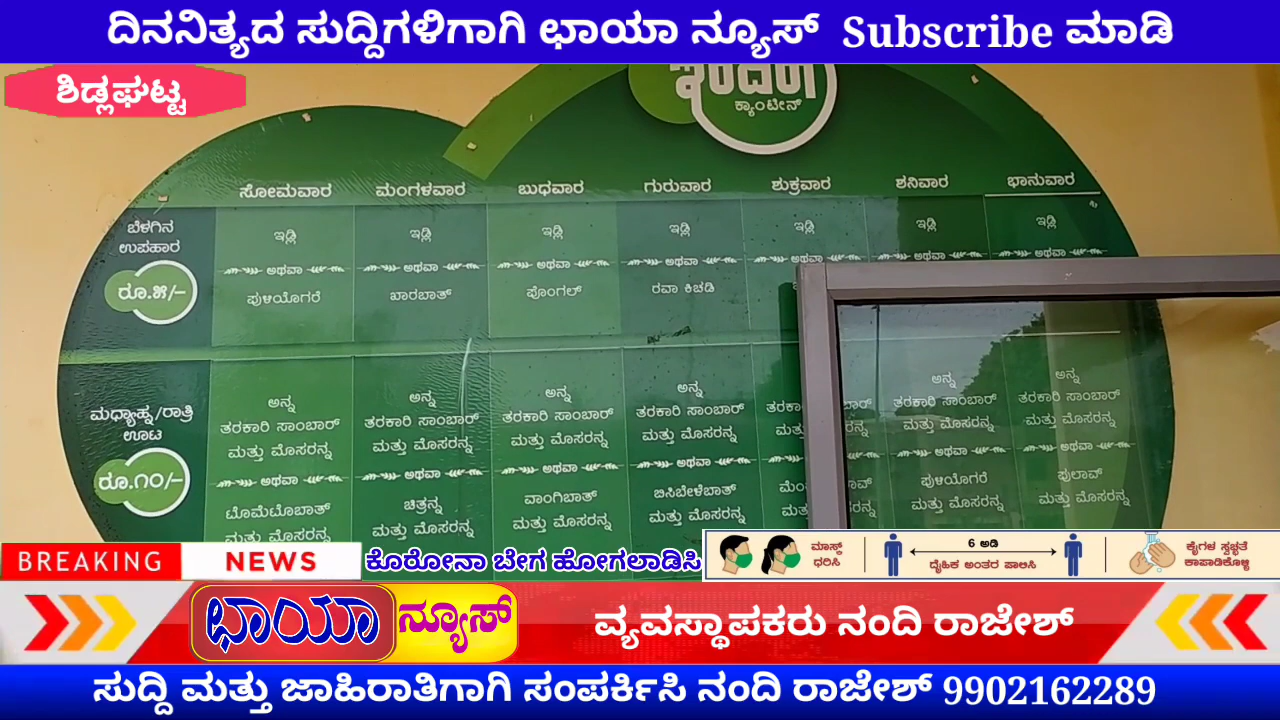 ದಿನನಿತ್ಯದ ಸುದ್ದಿಗಳಿಗಾಗಿ ಛಾಯಾ ನ್ಯೂಸ್ Subscribe ಮಾಡಿ
ಶಿಡ್ಲಘಟ್ಟ
ಇಂದಿರಾ
ಕ್ಯಾಂಟೀನ್
ಸೋಮವಾರ ಮಂಗಳವಾರ ಬುಧವಾರ ಗುರುವಾರ ಶುಕ್ರವಾರ ಶನಿವಾರ ಭಾನುವಾರ
ಬೆಳಗಿನ
ಉಪಹಾರ
ರೂ.೫/–
ಇಡ್ಲಿ ಇಡ್ಲಿ ಇಡ್ಲಿ ಇಡ್ಲಿ ಇಡ್ಲಿ ಇಡ್ಲಿ ಇಡ್ಲಿ
ಅಥವಾ ಅಥವಾ ಅಥವಾ ಅಥವಾ ಅಥವಾ
ಪುಳಿಯೊಗರೆ ಖಾರಬಾತ್ ಪೊಂಗಲ್ ರವಾ ಕಿಚಡಿ
ಮಧ್ಯಾಹ್ನ/ರಾತ್ರಿ
ಊಟ
ರೂ.೧೦/–
ಅನ್ನ ಅನ್ನ ಅನ್ನ ಅನ್ನ ಅನ್ನ ಅನ್ನ
ತರಕಾರಿ ಸಾಂಬಾರ್ ತರಕಾರಿ ಸಾಂಬಾರ್ ತರಕಾರಿ ಸಾಂಬಾರ್ ತರಕಾರಿ ಸಾಂಬಾರ್ ತರಕಾರಿ ಸಾಂಬಾರ್ ತರಕಾರಿ ಸಾಂಬಾರ್
ಮತ್ತು ಮೊಸರನ್ನ ಮತ್ತು ಮೊಸರನ್ನ ಮತ್ತು ಮೊಸರನ್ನ ಮತ್ತು ಮೊಸರನ್ನ ಮತ್ತು ಮೊಸರನ್ನ ಮತ್ತು ಮೊಸರನ್ನ
ಅಥವಾ ಅಥವಾ ಅಥವಾ ಅಥವಾ ಅಥವಾ ಅಥವಾ
ಟೊಮೆಟೊಬಾತ್ ಚಿತ್ರನ್ನ ವಾಂಗಿಬಾತ್ ಬಿಸಿಬೇಳೆಬಾತ್ ಪುಳಿಯೊಗರೆ ಪುಲಾವ್
ಮತ್ತು ಮೊಸರನ್ನ ಮತ್ತು ಮೊಸರನ್ನ ಮತ್ತು ಮೊಸರನ್ನ ಮತ್ತು ಮೊಸರನ್ನ ಮತ್ತು ಮೊಸರನ್ನ ಮತ್ತು ಮೊಸರನ್ನ
BREAKING NEWS ಕೊರೋನಾ ಬೇಗ ಹೋಗಲಾಡಿಸಿ
ಮಾಸ್ಕ್
ಧರಿಸಿ
6 ಅಡಿ
ದೈಹಿಕ ಅಂತರ ಪಾಲಿಸಿ
ಕೈಗಳ ಸ್ವಚ್ಛತೆ
ಕಾಪಾಡಿಕೊಳ್ಳಿ
ಛಾಯಾ ನ್ಯೂಸ್ ವ್ಯವಸ್ಥಾಪಕರು ನಂದಿ ರಾಜೇಶ್
ಸುದ್ದಿ ಮತ್ತು ಜಾಹಿರಾತಿಗಾಗಿ ಸಂಪರ್ಕಿಸಿ ನಂದಿ ರಾಜೇಶ್ 9902162289